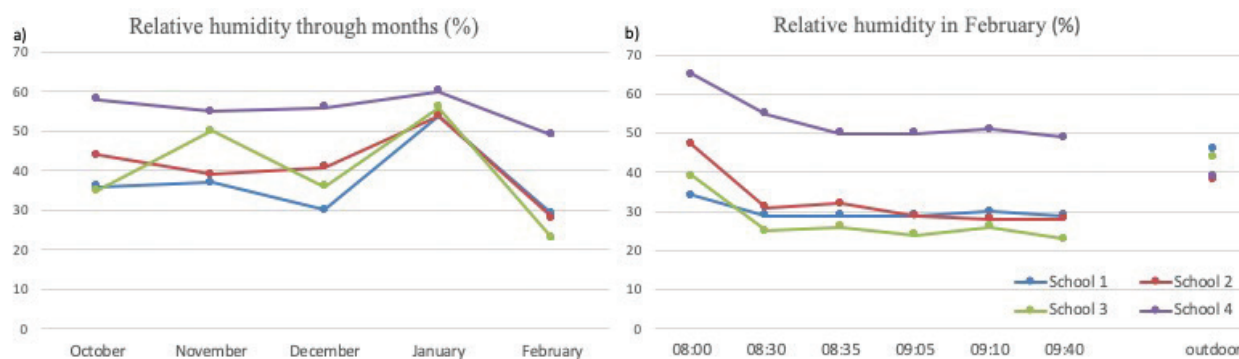 a)
Relative humidity through months (%)
70
60
50
40
30
20
10
0
October November December January February
b)
Relative humidity in February (%)
70
60
50
40
30
20
10
0
School 1 School 2
School 3 School 4
08:00 08:30 08:35 09:05 09:10 09:40 outdoor